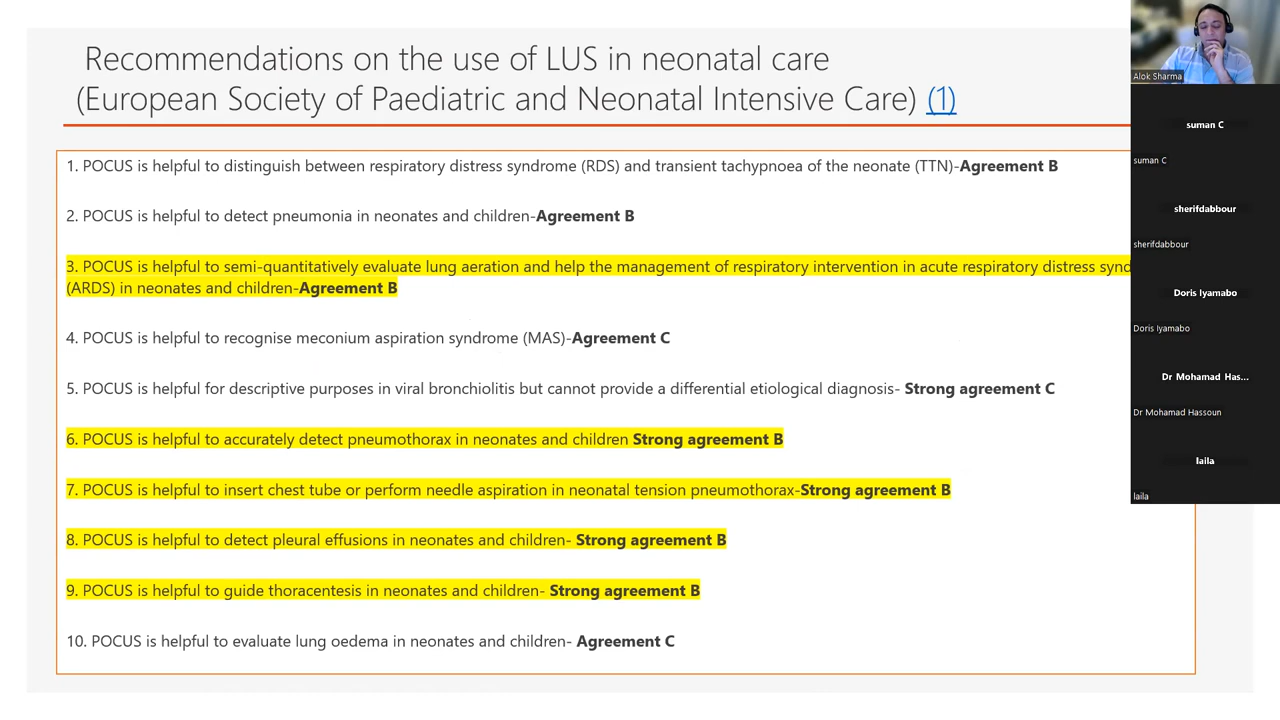 Recommendations on the use of LUS in neonatal care
(European Society of Paediatric and Neonatal Intensive Care) (1)
1. POCUS is helpful to distinguish between respiratory distress syndrome (RDS) and transient tachypnoea of the neonate (TTN)-Agreement B
2. POCUS is helpful to detect pneumonia in neonates and children-Agreement B
3. POCUS is helpful to semi-quantitatively evaluate lung aeration and help the management of respiratory intervention in acute respiratory distress synd
(ARDS) in neonates and children-Agreement B
4. POCUS is helpful to recognise meconium aspiration syndrome (MAS)-Agreement C
5. POCUS is helpful for descriptive purposes in viral bronchiolitis but cannot provide a differential etiological diagnosis- Strong agreement C
6. POCUS is helpful to accurately detect pneumothorax in neonates and children Strong agreement B
7. POCUS is helpful to insert chest tube or perform needle aspiration in neonatal tension pneumothorax-Strong agreement B
8. POCUS is helpful to detect pleural effusions in neonates and children- Strong agreement B
9. POCUS is helpful to guide thoracentesis in neonates and children- Strong agreement B
10. POCUS is helpful to evaluate lung oedema in neonates and children- Agreement C
Alok Sharma
suman C
suman C
sherifdabbour
sherifdabbour
Doris Iyamabo
Doris Iyamabo
Dr Mohamad Has...
Dr Mohamad Hassoun
laila
laila